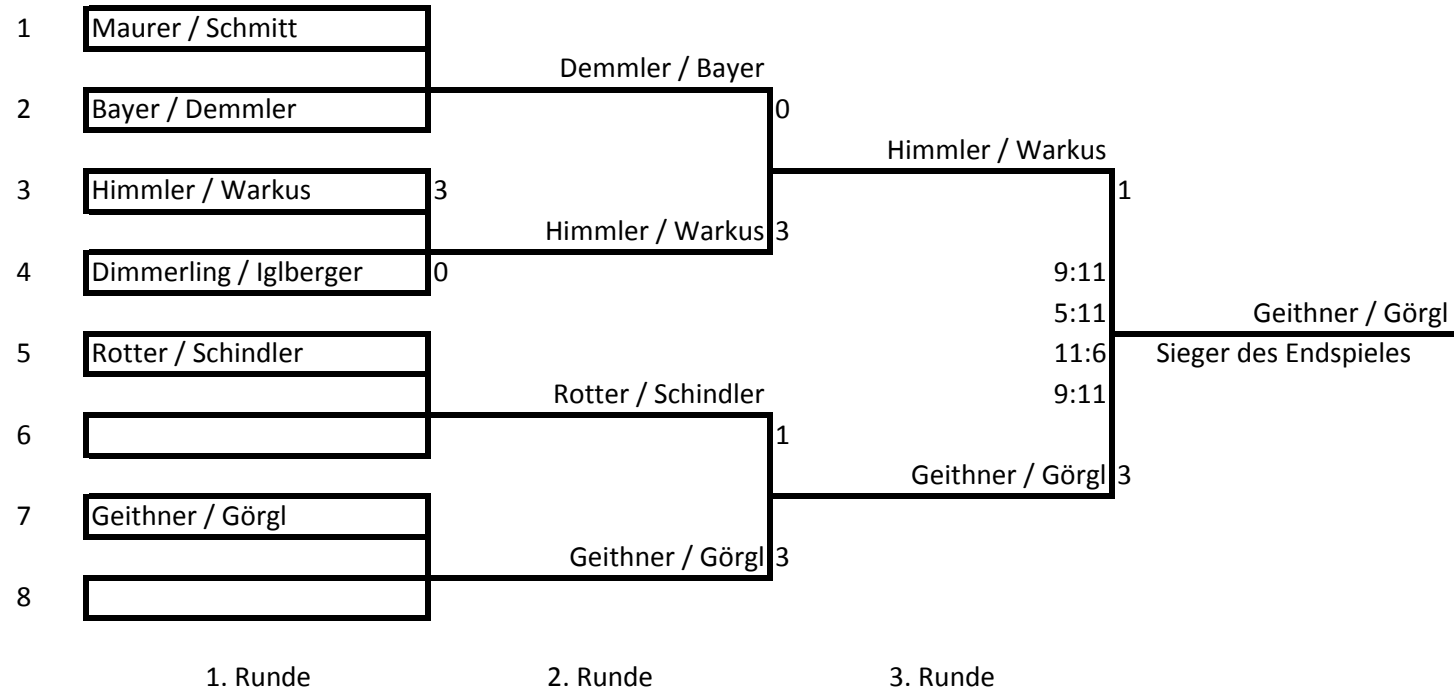 1 Maurer / Schmitt
Demmler / Bayer
2 Bayer / Demmler 0
Himmler / Warkus
3 Himmler / Warkus 3 1
Himmler / Warkus 3
4 Dimmerling / Iglberger 0 9:11
5:11 Geithner / Görgl
5 Rotter / Schindler 11:6 Sieger des Endspieles
Rotter / Schindler 9:11
6 1
Geithner / Görgl 3
7 Geithner / Görgl
Geithner / Görgl 3
8
1. Runde 2. Runde 3. Runde